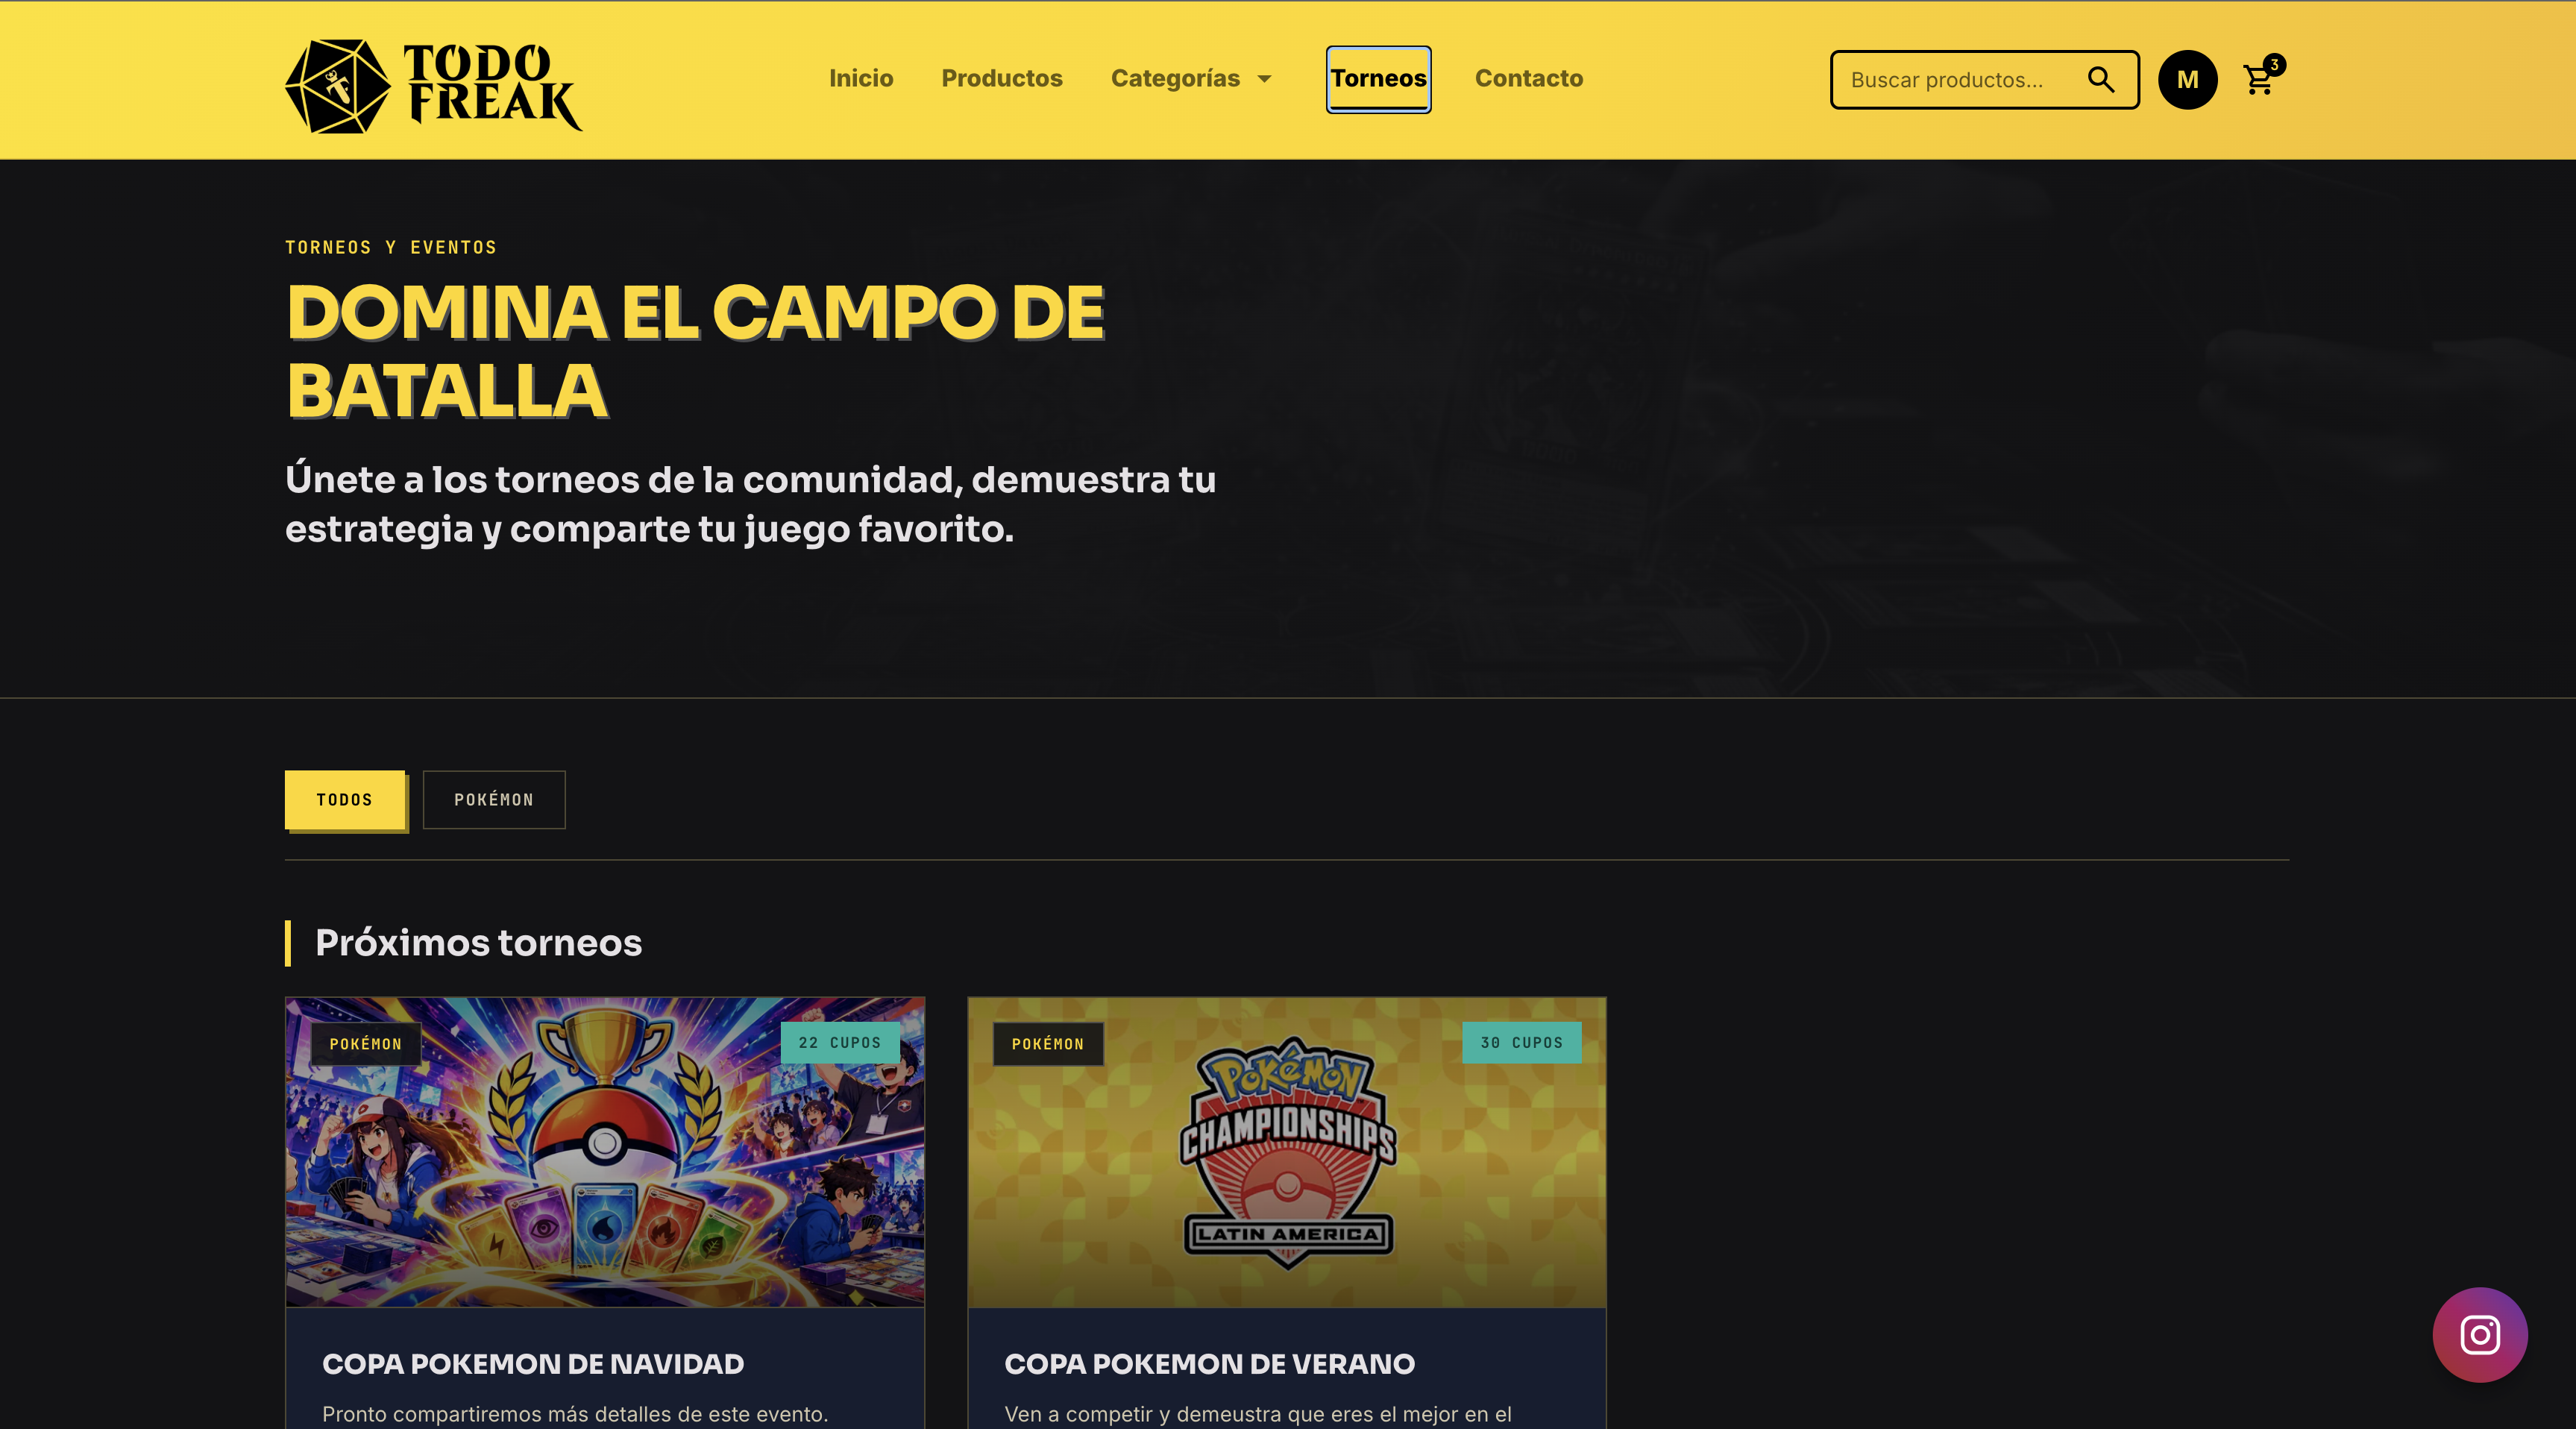 TODO
FREAK
Inicio
Productos
Categorías
Torneos
Contacto
Buscar productos...
M
3
TORNEOS Y EVENTOS
DOMINA EL CAMPO DE
BATALLA
Únete a los torneos de la comunidad, demuestra tu
estrategia y comparte tu juego favorito.
TODOS
POKÉMON
Próximos torneos
POKÉMON
22 CUPOS
COPA POKEMON DE NAVIDAD
Pronto compartiremos más detalles de este evento.
POKÉMON
30 CUPOS
POKéMON
CHAMPIONSHIPS
LATIN AMERICA
COPA POKEMON DE VERANO
Ven a competir y demeustra que eres el mejor en el